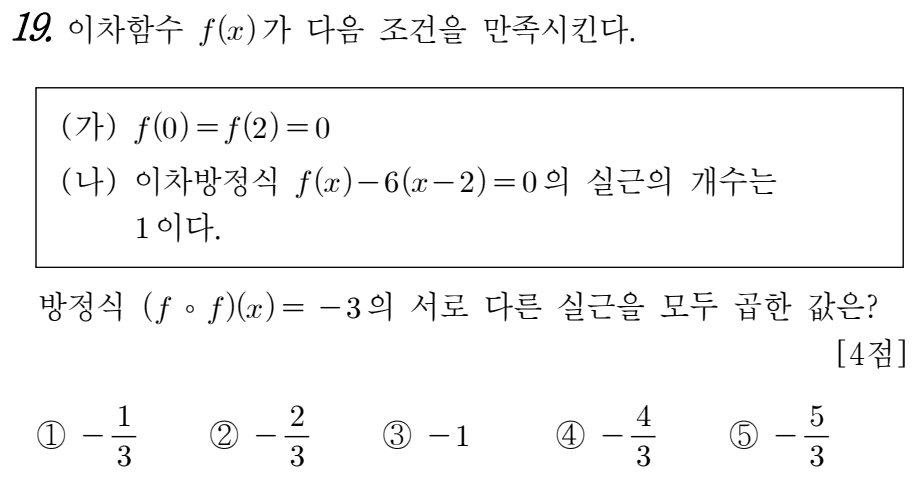 19. 이차함수 f(x)가 다음 조건을 만족시킨다.
(가) f(0)=f(2)=0
(나) 이차방정식 f(x)-6(x-2)=0의 실근의 개수는
1이다.
방정식 (f∘f)(x)=-3의 서로 다른 실근을 모두 곱한 값은?
[4점]
① -1/3 ② -2/3 ③ -1 ④ -4/3 ⑤ -5/3